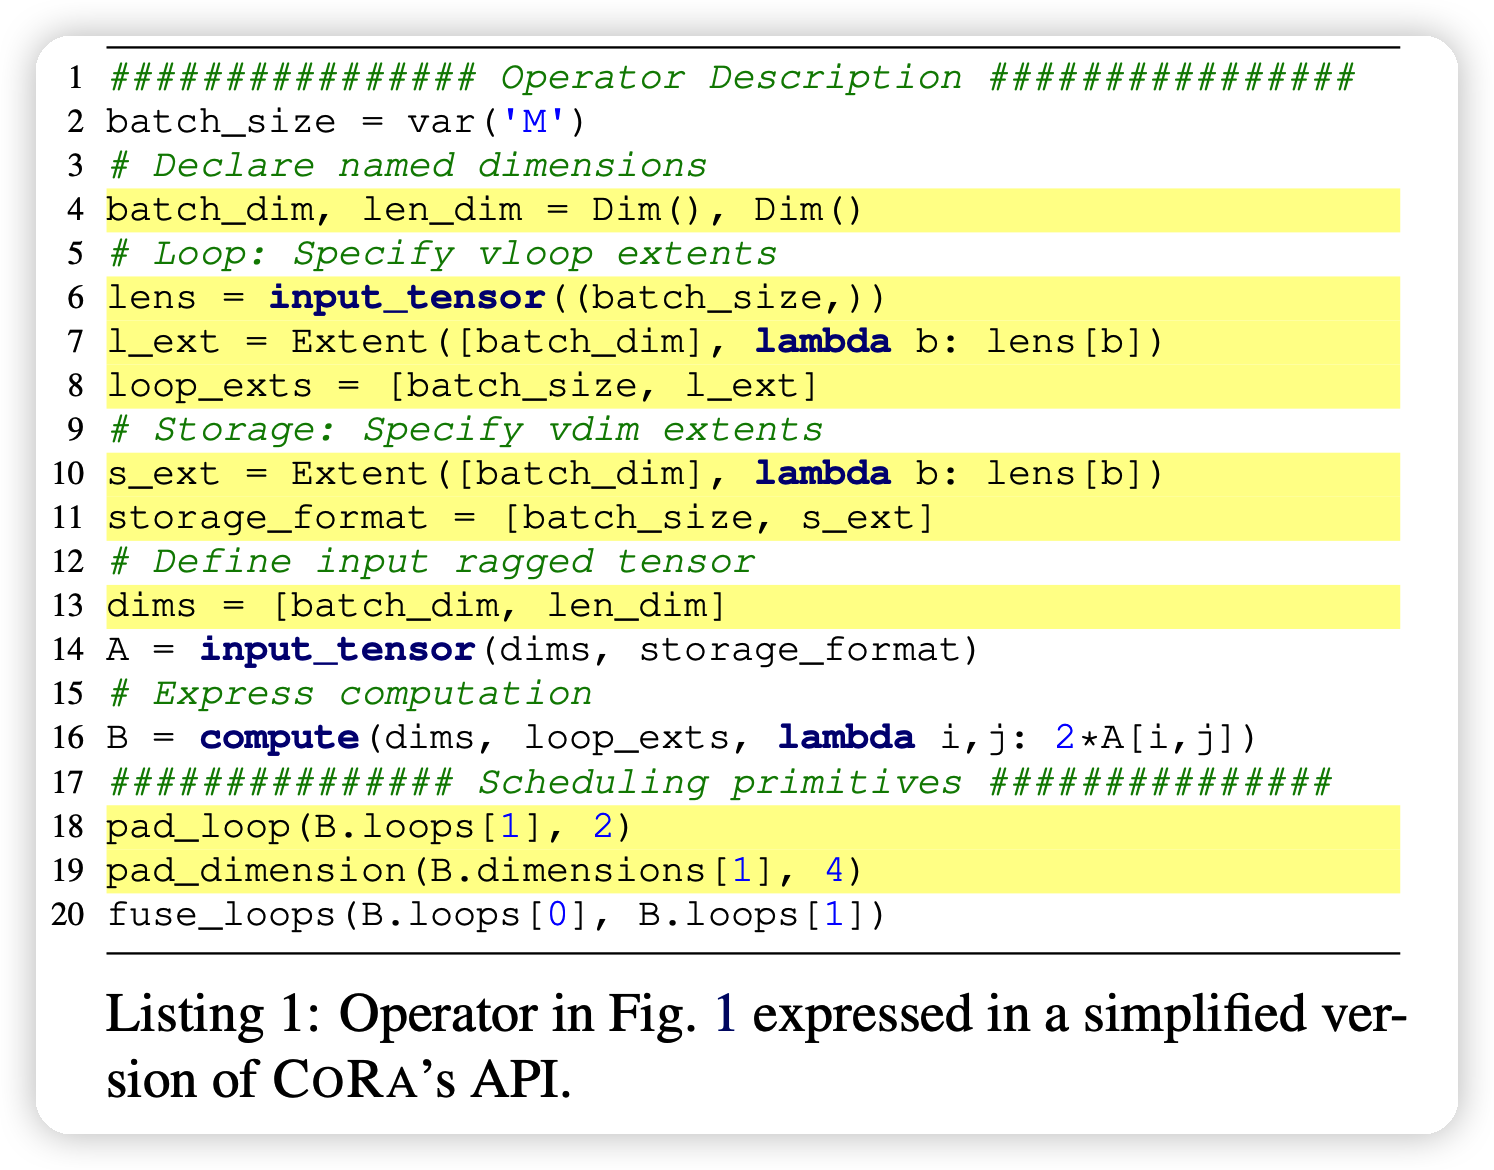 1 ################ Operator Description ################
2 batch_size = var('M')
3 # Declare named dimensions
4 batch_dim, len_dim = Dim(), Dim()
5 # Loop: Specify vloop extents
6 lens = input_tensor((batch_size,))
7 l_ext = Extent([batch_dim], lambda b: lens[b])
8 loop_exts = [batch_size, l_ext]
9 # Storage: Specify vdim extents
10 s_ext = Extent([batch_dim], lambda b: lens[b])
11 storage_format = [batch_size, s_ext]
12 # Define input ragged tensor
13 dims = [batch_dim, len_dim]
14 A = input_tensor(dims, storage_format)
15 # Express computation
16 B = compute(dims, loop_exts, lambda i,j: 2*A[i,j])
17 ############### Scheduling primitives ###############
18 pad_loop(B.loops[1], 2)
19 pad_dimension(B.dimensions[1], 4)
20 fuse_loops(B.loops[0], B.loops[1])
Listing 1: Operator in Fig. 1 expressed in a simplified ver-
sion of CORA's API.